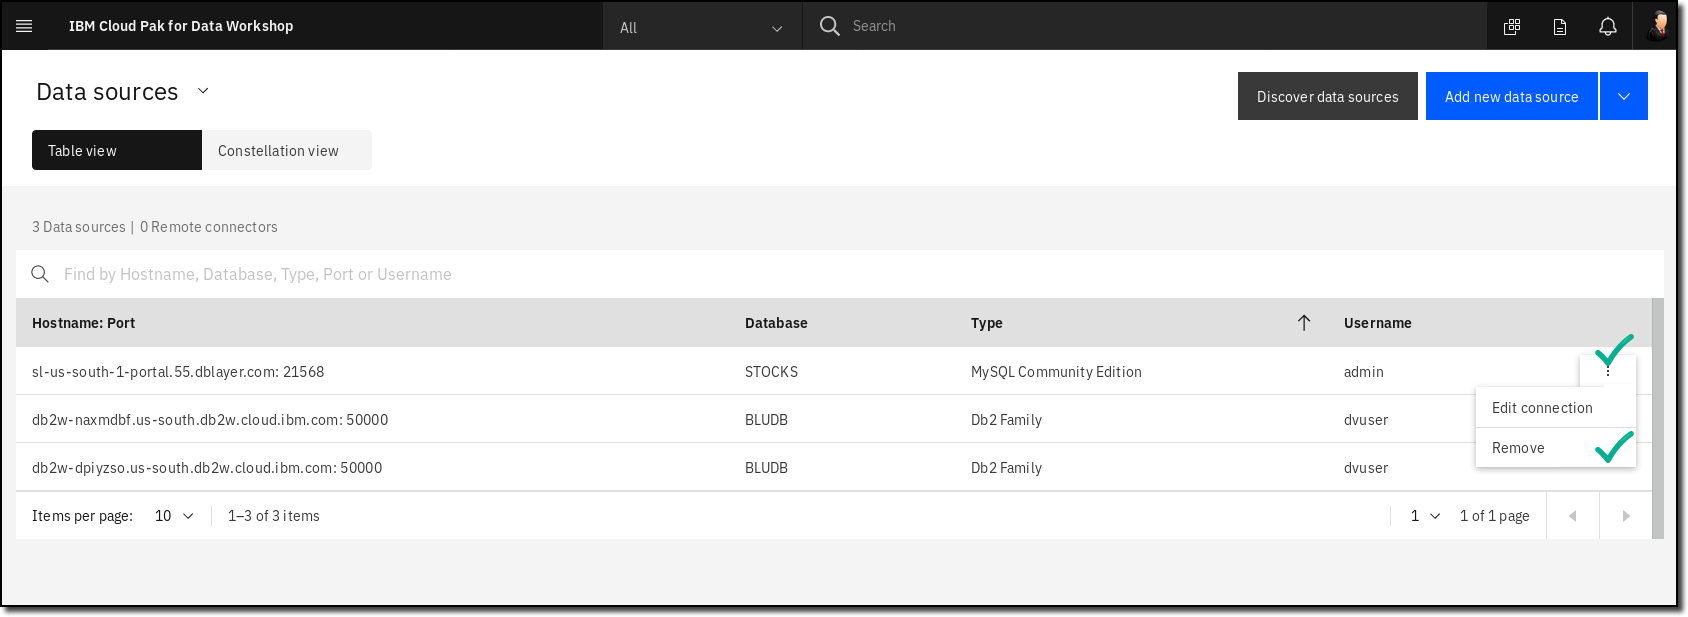 IBM Cloud Pak for Data Workshop All Search
Data sources
Discover data sources Add new data source
Table view Constellation view
3 Data sources | 0 Remote connectors
Find by Hostname, Database, Type, Port or Username
Hostname: Port Database Type Username
sl-us-south-1-portal.55.dblayer.com: 21568 STOCKS MySQL Community Edition admin
Edit connection
db2w-naxmdbf.us-south.db2w.cloud.ibm.com: 50000 BLUDB Db2 Family dvuser
Remove
db2w-dpiyzso.us-south.db2w.cloud.ibm.com: 50000 BLUDB Db2 Family dvuser
Items per page: 10 1–3 of 3 items 1 1 of 1 page